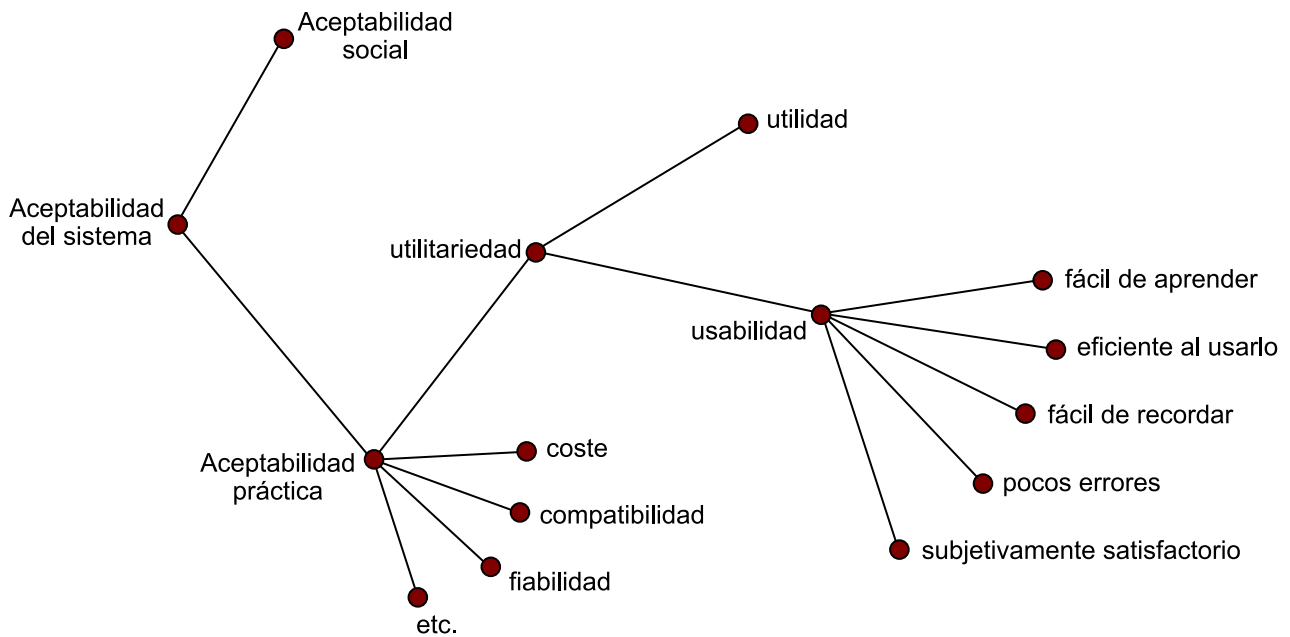 Aceptabilidad
social
utilidad
Aceptabilidad
del sistema
utilitariedad
fácil de aprender
usabilidad
eficiente al usarlo
fácil de recordar
coste
Aceptabilidad
práctica
pocos errores
compatibilidad
subjetivamente satisfactorio
fiabilidad
etc.